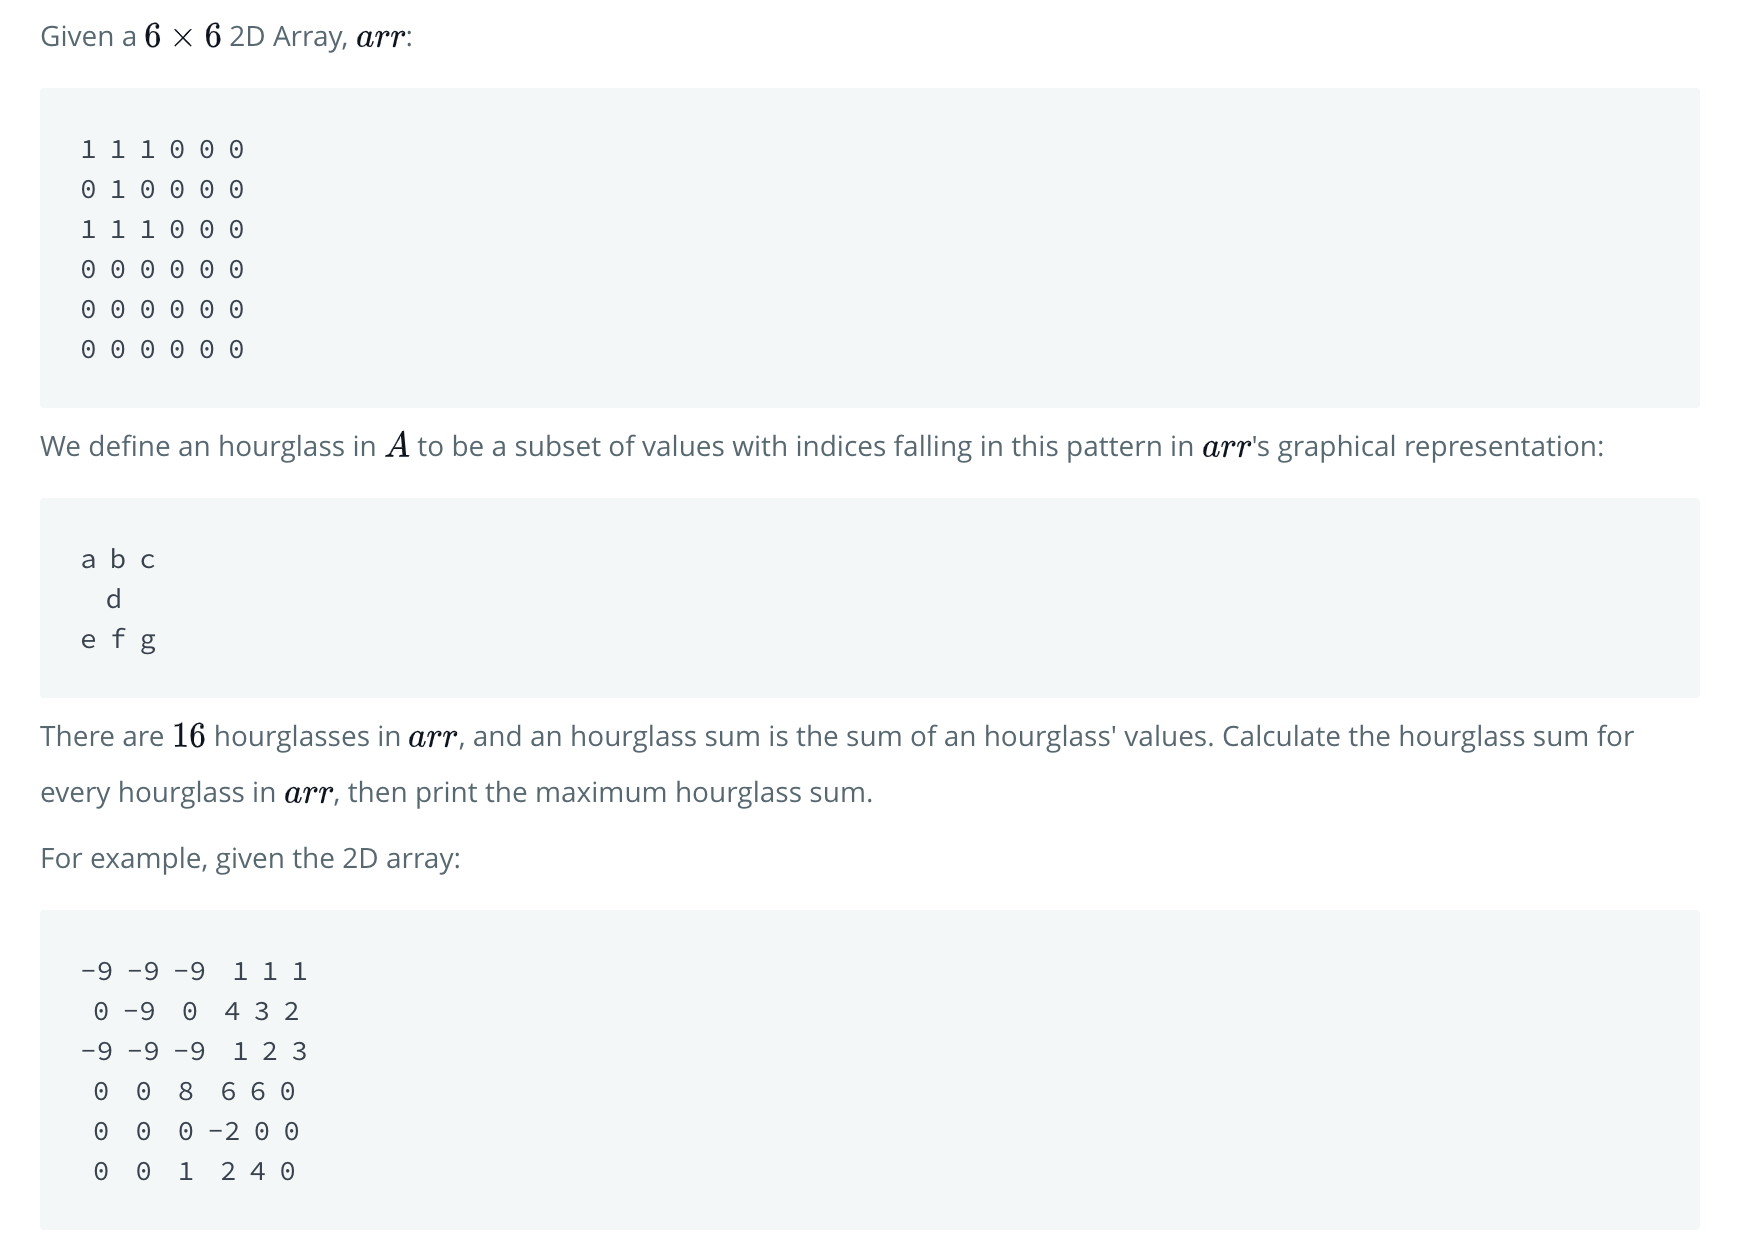 Given a 6 × 6 2D Array, arr:
1 1 1 0 0 0
0 1 0 0 0 0
1 1 1 0 0 0
0 0 0 0 0 0
0 0 0 0 0 0
0 0 0 0 0 0
We define an hourglass in A to be a subset of values with indices falling in this pattern in arr's graphical representation:
a b c
  d
e f g
There are 16 hourglasses in arr, and an hourglass sum is the sum of an hourglass' values. Calculate the hourglass sum for
every hourglass in arr, then print the maximum hourglass sum.
For example, given the 2D array:
-9 -9 -9  1 1 1
 0 -9  0  4 3 2
-9 -9 -9  1 2 3
 0  0  8  6 6 0
 0  0  0 -2 0 0
 0  0  1  2 4 0